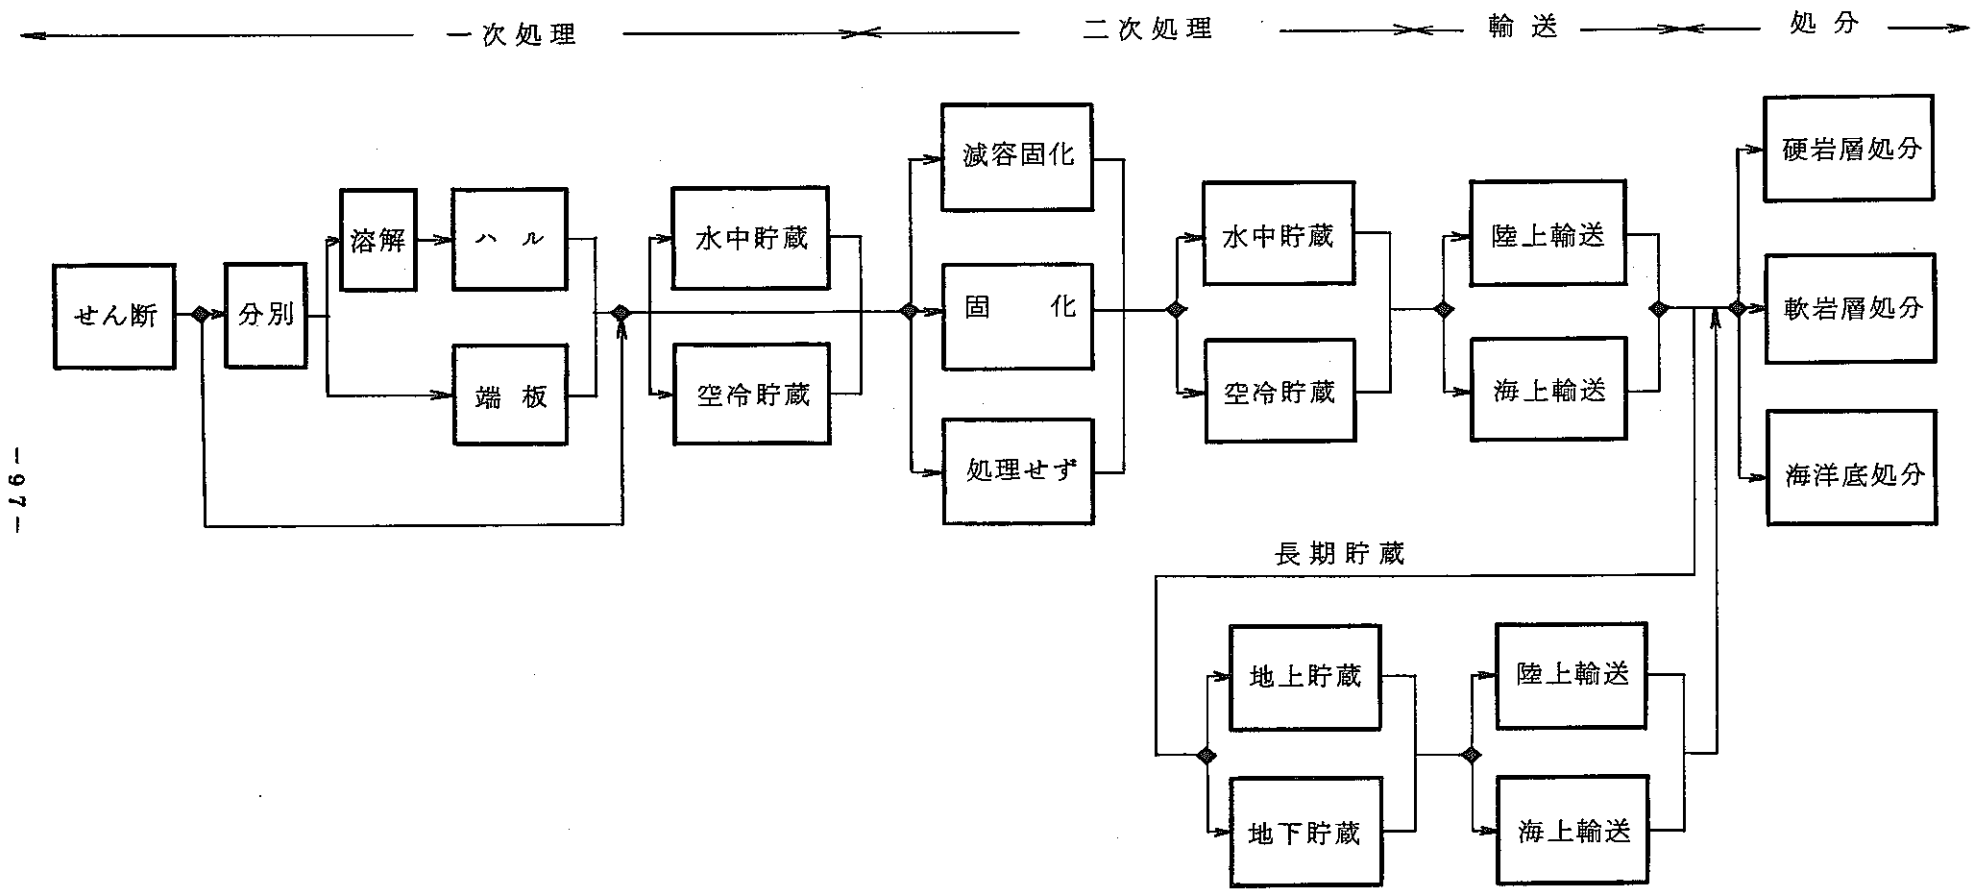 一次処理
二次処理
輸送
処分
せん断
分別
溶解
ハル
端板
水中貯蔵
空冷貯蔵
減容固化
固化
処理せず
水中貯蔵
空冷貯蔵
陸上輸送
海上輸送
硬岩層処分
軟岩層処分
海洋底処分
長期貯蔵
地上貯蔵
地下貯蔵
陸上輸送
海上輸送
-97-